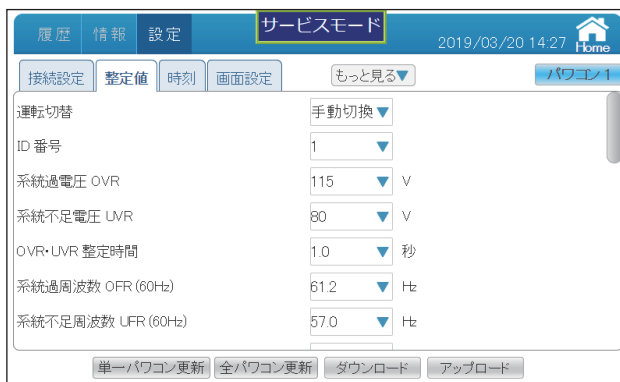 サービスモード
履歴 情報 設定 2019/03/20 14:27 Home
接続設定 整定値 時刻 画面設定 もっと見る▼ パワコン1
運転切替 手動切換▼
ID 番号 1 ▼
系統過電圧 OVR 115 ▼ V
系統不足電圧 UVR 80 ▼ V
OVR・UVR 整定時間 1.0 ▼ 秒
系統過周波数 OFR (60Hz) 61.2 ▼ Hz
系統不足周波数 UFR (60Hz) 57.0 ▼ Hz
単一パワコン更新 全パワコン更新 ダウンロード アップロード